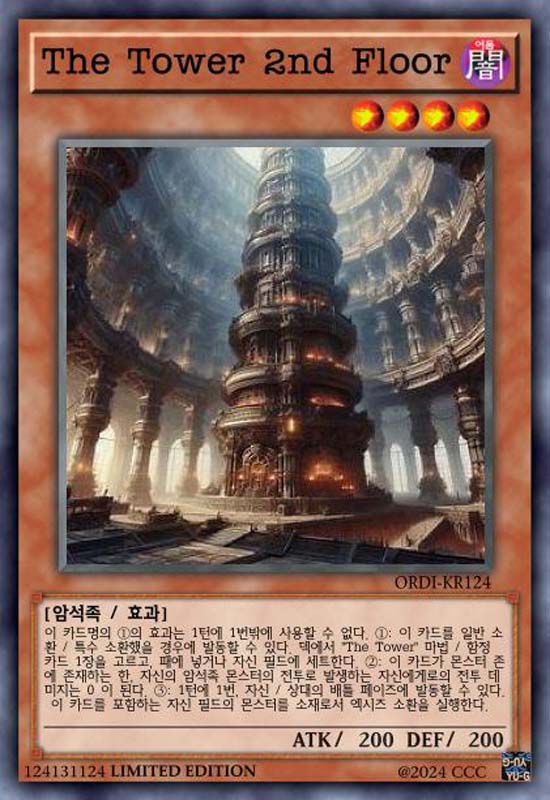 The Tower 2nd Floor
어둠
闇
ORDI-KR124
[암석족 / 효과]
이 카드명의 ①의 효과는 1턴에 1번밖에 사용할 수 없다. ①: 이 카드를 일반 소
환 / 특수 소환했을 경우에 발동할 수 있다. 덱에서 "The Tower" 마법 / 함정
카드 1장을 고르고, 패에 넣거나 자신 필드에 세트한다. ②: 이 카드가 몬스터 존
에 존재하는 한, 자신의 암석족 몬스터의 전투로 발생하는 자신에게로의 전투 데
미지는 0 이 된다. ③: 1턴에 1번, 자신 / 상대의 배틀 페이즈에 발동할 수 있다.
이 카드를 포함하는 자신 필드의 몬스터를 소재로서 엑시즈 소환을 실행한다.
ATK/ 200 DEF/ 200
124131124 LIMITED EDITION
@2024 CCC
YU-G
YU-G